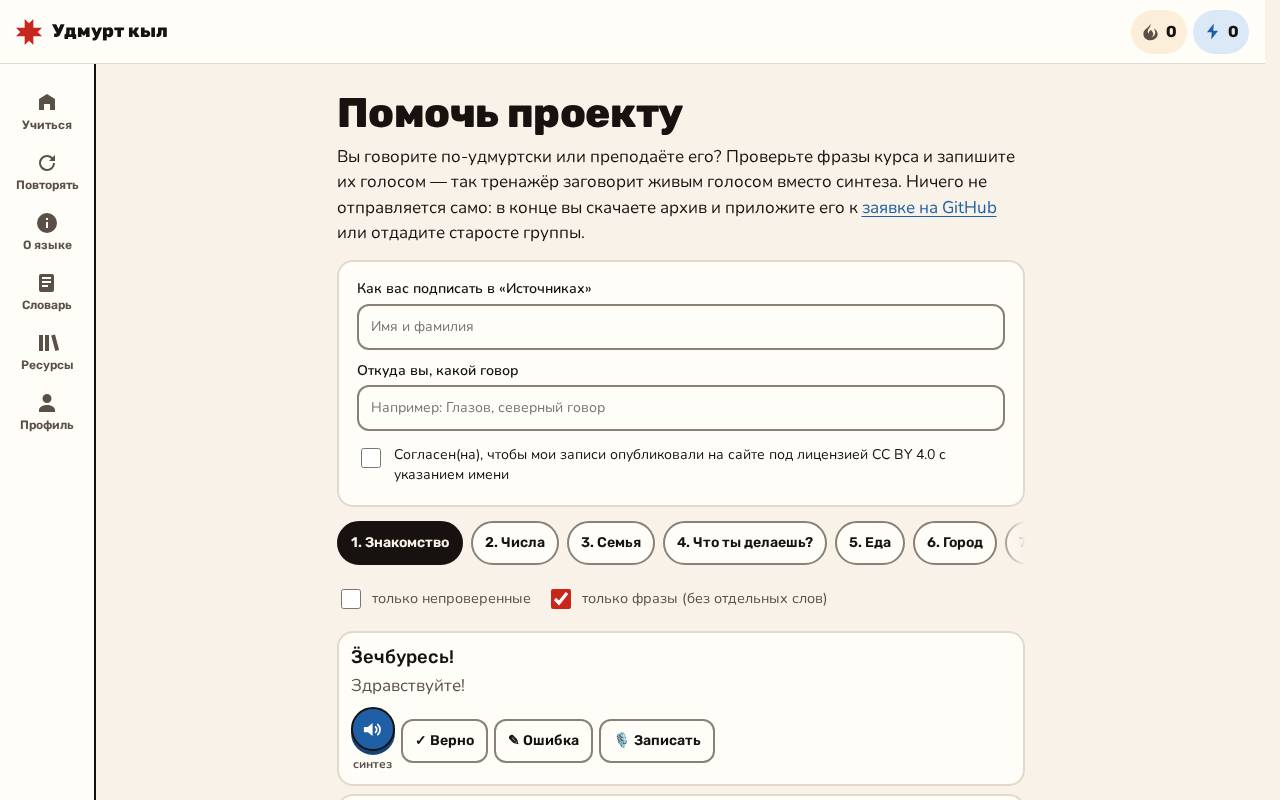 Удмурт кыл
0
0
Учиться
Повторять
О языке
Словарь
Ресурсы
Профиль
Помочь проекту
Вы говорите по-удмуртски или преподаёте его? Проверьте фразы курса и запишите
их голосом — так тренажёр заговорит живым голосом вместо синтеза. Ничего не
отправляется само: в конце вы скачаете архив и приложите его к заявке на GitHub
или отдадите старосте группы.
Как вас подписать в «Источниках»
Имя и фамилия
Откуда вы, какой говор
Например: Глазов, северный говор
Согласен(на), чтобы мои записи опубликовали на сайте под лицензией CC BY 4.0 с
указанием имени
1. Знакомство
2. Числа
3. Семья
4. Что ты делаешь?
5. Еда
6. Город
только непроверенные
только фразы (без отдельных слов)
Ӟечбуресь!
Здравствуйте!
✓ Верно
✎ Ошибка
🎙️ Записать
синтез